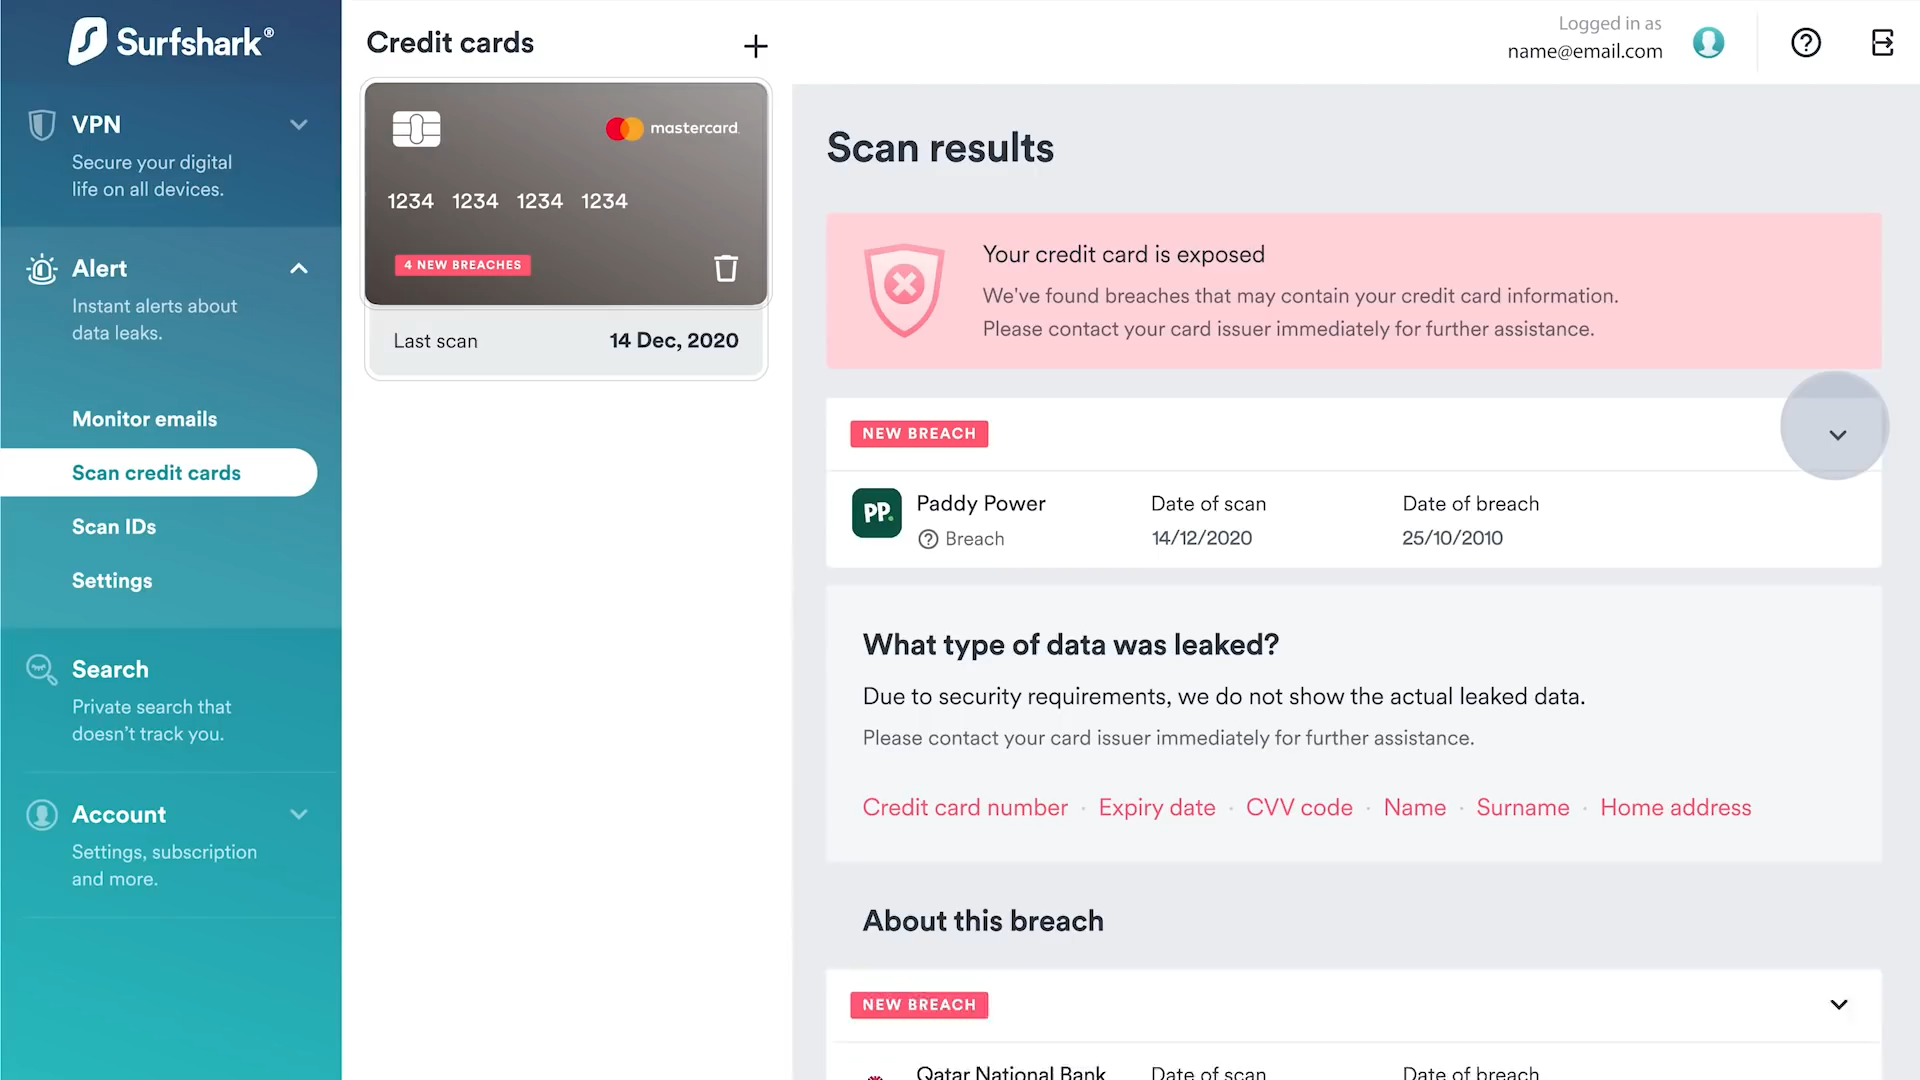 Surfshark®
VPN
Secure your digital
life on all devices.
Alert
Instant alerts about
data leaks.
Monitor emails
Scan credit cards
Scan IDs
Settings
Search
Private search that
doesn’t track you.
Account
Settings, subscription
and more.
Credit cards
mastercard.
1234 1234 1234 1234
4 NEW BREACHES
Last scan 14 Dec, 2020
Logged in as
name@email.com
Scan results
Your credit card is exposed
We've found breaches that may contain your credit card information.
Please contact your card issuer immediately for further assistance.
NEW BREACH
PP.
Paddy Power Date of scan Date of breach
Breach 14/12/2020 25/10/2010
What type of data was leaked?
Due to security requirements, we do not show the actual leaked data.
Please contact your card issuer immediately for further assistance.
Credit card number · Expiry date · CVV code · Name · Surname · Home address
About this breach
NEW BREACH
Qatar National Bank Date of scan Date of breach